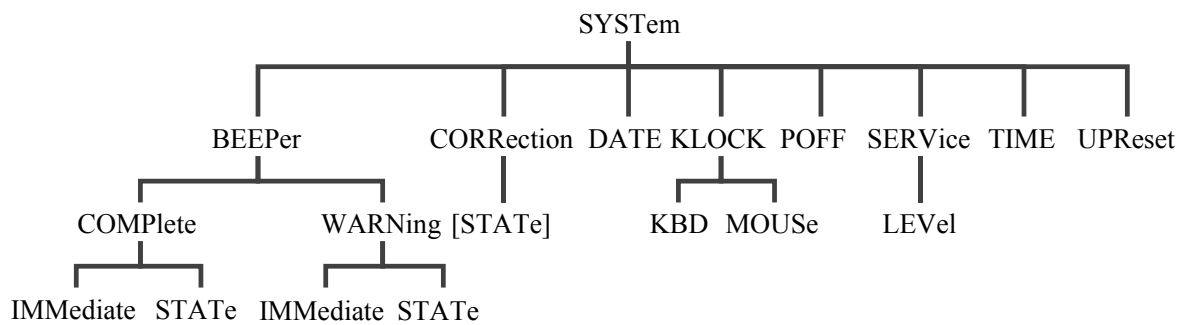 SYSTem
BEEPer CORRection DATE KLOCK POFF SERVice TIME UPReset
COMPlete WARNing [STATe] KBD MOUSe LEVel
IMMediate STATe IMMediate STATe